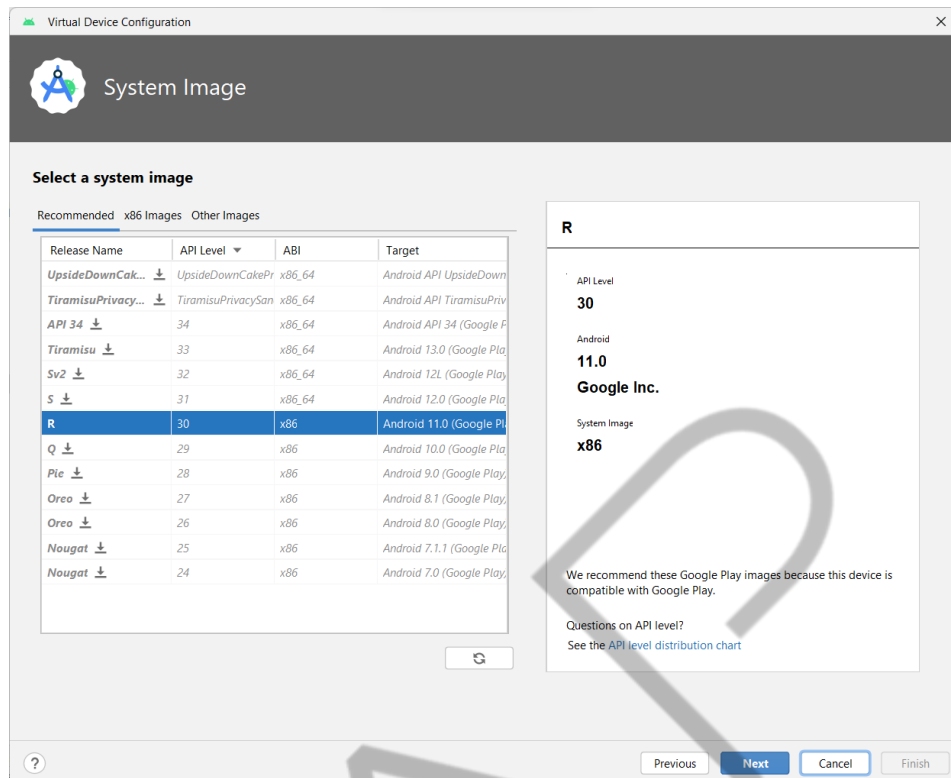 Virtual Device Configuration
System Image
Select a system image
Recommended x86 Images Other Images
Release Name API Level ABI Target
UpsideDownCak... UpsideDownCakePr x86_64 Android API UpsideDown
TiramisuPrivacy... TiramisuPrivacySan x86_64 Android API TiramisuPriv
API 34 34 x86_64 Android API 34 (Google P
Tiramisu 33 x86_64 Android 13.0 (Google Pla
Sv2 32 x86_64 Android 12L (Google Play
S 31 x86_64 Android 12.0 (Google Pla
R 30 x86 Android 11.0 (Google Pla
Q 29 x86 Android 10.0 (Google Pla
Pie 28 x86 Android 9.0 (Google Play,
Oreo 27 x86 Android 8.1 (Google Play,
Oreo 26 x86 Android 8.0 (Google Play,
Nougat 25 x86 Android 7.1.1 (Google Pla
Nougat 24 x86 Android 7.0 (Google Play,
R
API Level
30
Android
11.0
Google Inc.
System Image
x86
We recommend these Google Play images because this device is
compatible with Google Play.
Questions on API level?
See the API level distribution chart
? Previous Next Cancel Finish